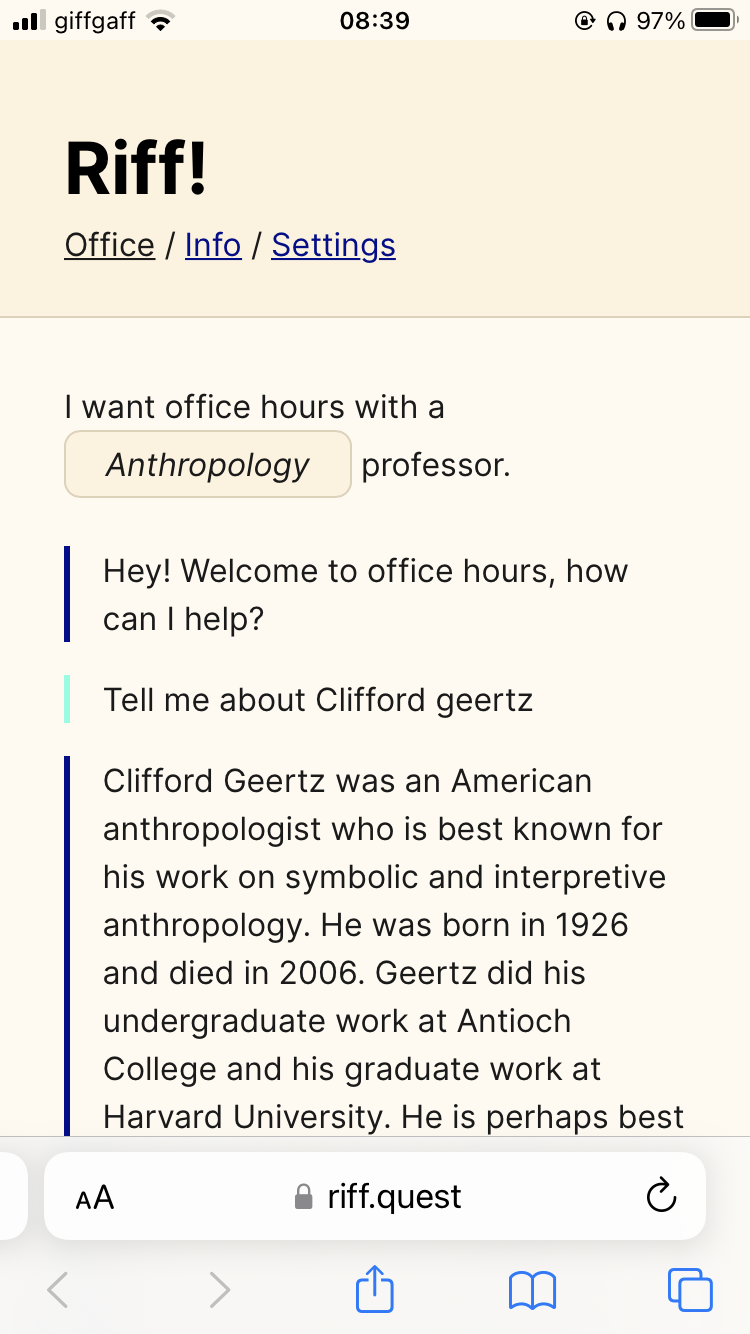 giffgaff 08:39 97%
Riff!
Office / Info / Settings
I want office hours with a
Anthropology professor.
Hey! Welcome to office hours, how
can I help?
Tell me about Clifford geertz
Clifford Geertz was an American
anthropologist who is best known for
his work on symbolic and interpretive
anthropology. He was born in 1926
and died in 2006. Geertz did his
undergraduate work at Antioch
College and his graduate work at
Harvard University. He is perhaps best
AA riff.quest